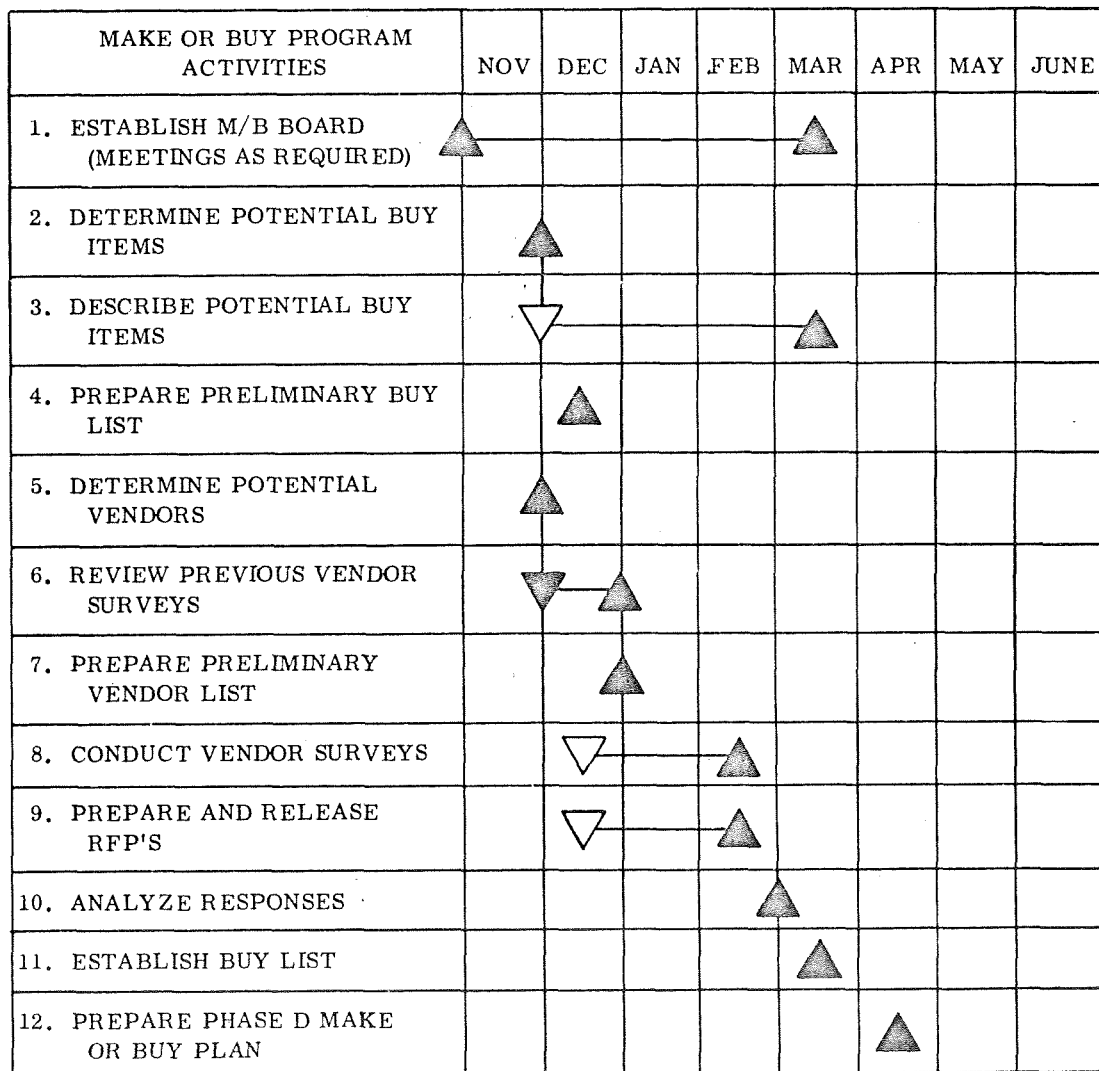 MAKE OR BUY PROGRAM
ACTIVITIES
NOV DEC JAN FEB MAR APR MAY JUNE
1. ESTABLISH M/B BOARD
(MEETINGS AS REQUIRED)
2. DETERMINE POTENTIAL BUY
ITEMS
3. DESCRIBE POTENTIAL BUY
ITEMS
4. PREPARE PRELIMINARY BUY
LIST
5. DETERMINE POTENTIAL
VENDORS
6. REVIEW PREVIOUS VENDOR
SURVEYS
7. PREPARE PRELIMINARY
VENDOR LIST
8. CONDUCT VENDOR SURVEYS
9. PREPARE AND RELEASE
RFP'S
10. ANALYZE RESPONSES
11. ESTABLISH BUY LIST
12. PREPARE PHASE D MAKE
OR BUY PLAN